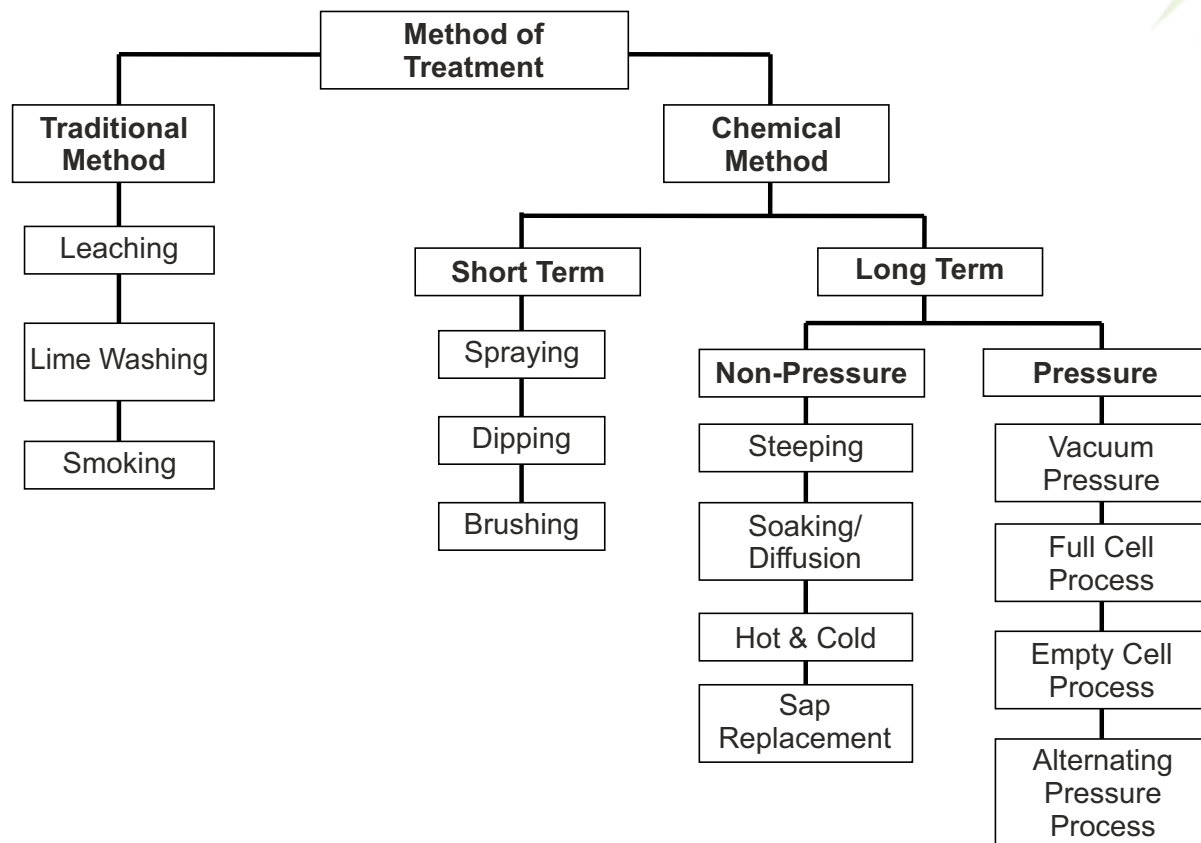 Method of
Treatment
Traditional
Method
Leaching
Lime Washing
Smoking
Chemical
Method
Short Term
Spraying
Dipping
Brushing
Long Term
Non-Pressure
Steeping
Soaking/
Diffusion
Hot & Cold
Sap
Replacement
Pressure
Vacuum
Pressure
Full Cell
Process
Empty Cell
Process
Alternating
Pressure
Process